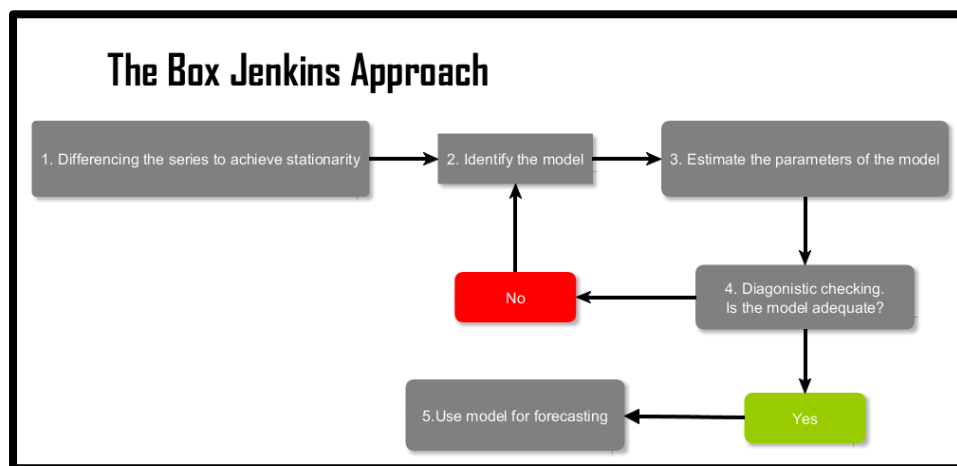 The Box Jenkins Approach
1. Differencing the series to achieve stationarity
2. Identify the model
3. Estimate the parameters of the model
No
4. Diagonistic checking.
Is the model adequate?
5.Use model for forecasting
Yes